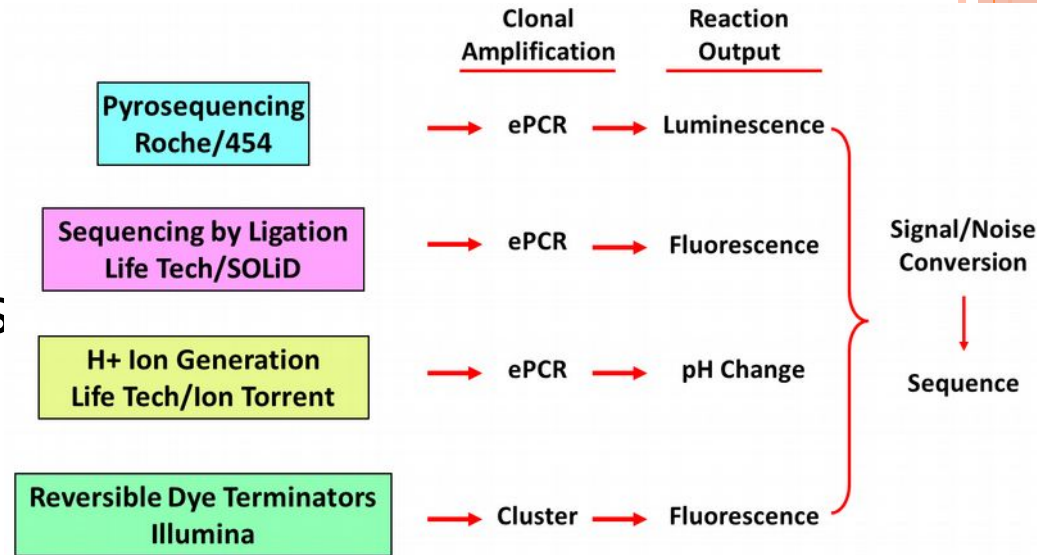 Clonal
Amplification
Reaction
Output
Pyrosequencing
Roche/454
ePCR
Luminescence
Sequencing by Ligation
Life Tech/SOLiD
ePCR
Fluorescence
H+ Ion Generation
Life Tech/Ion Torrent
ePCR
pH Change
Reversible Dye Terminators
Illumina
Cluster
Fluorescence
Signal/Noise
Conversion
Sequence